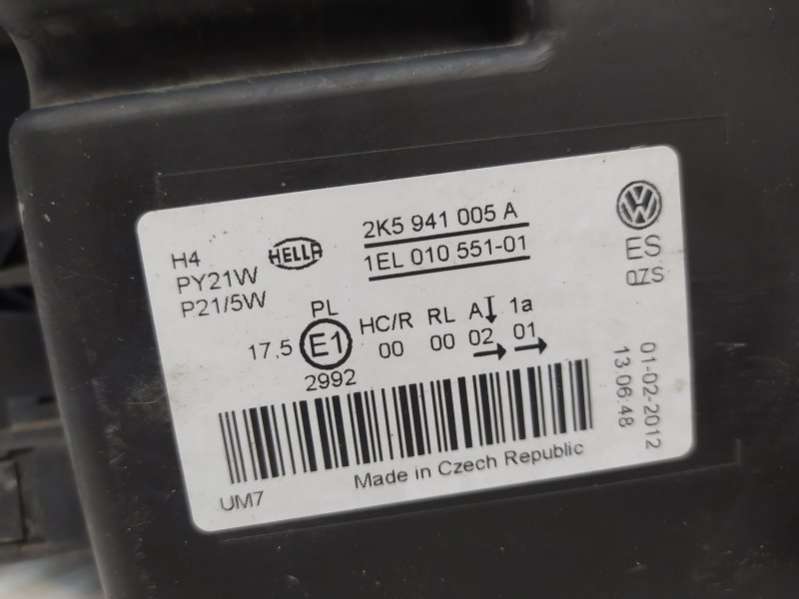 2K5 941 005 A
1EL 010 551-01
H4
PY21W
P21/5W
HELLA
ES
0ZS
PL
17.5 E1
2992
HC/R RL A 1a
00 00 02 01
01-02-2012
13:06:48
UM7
Made in Czech Republic